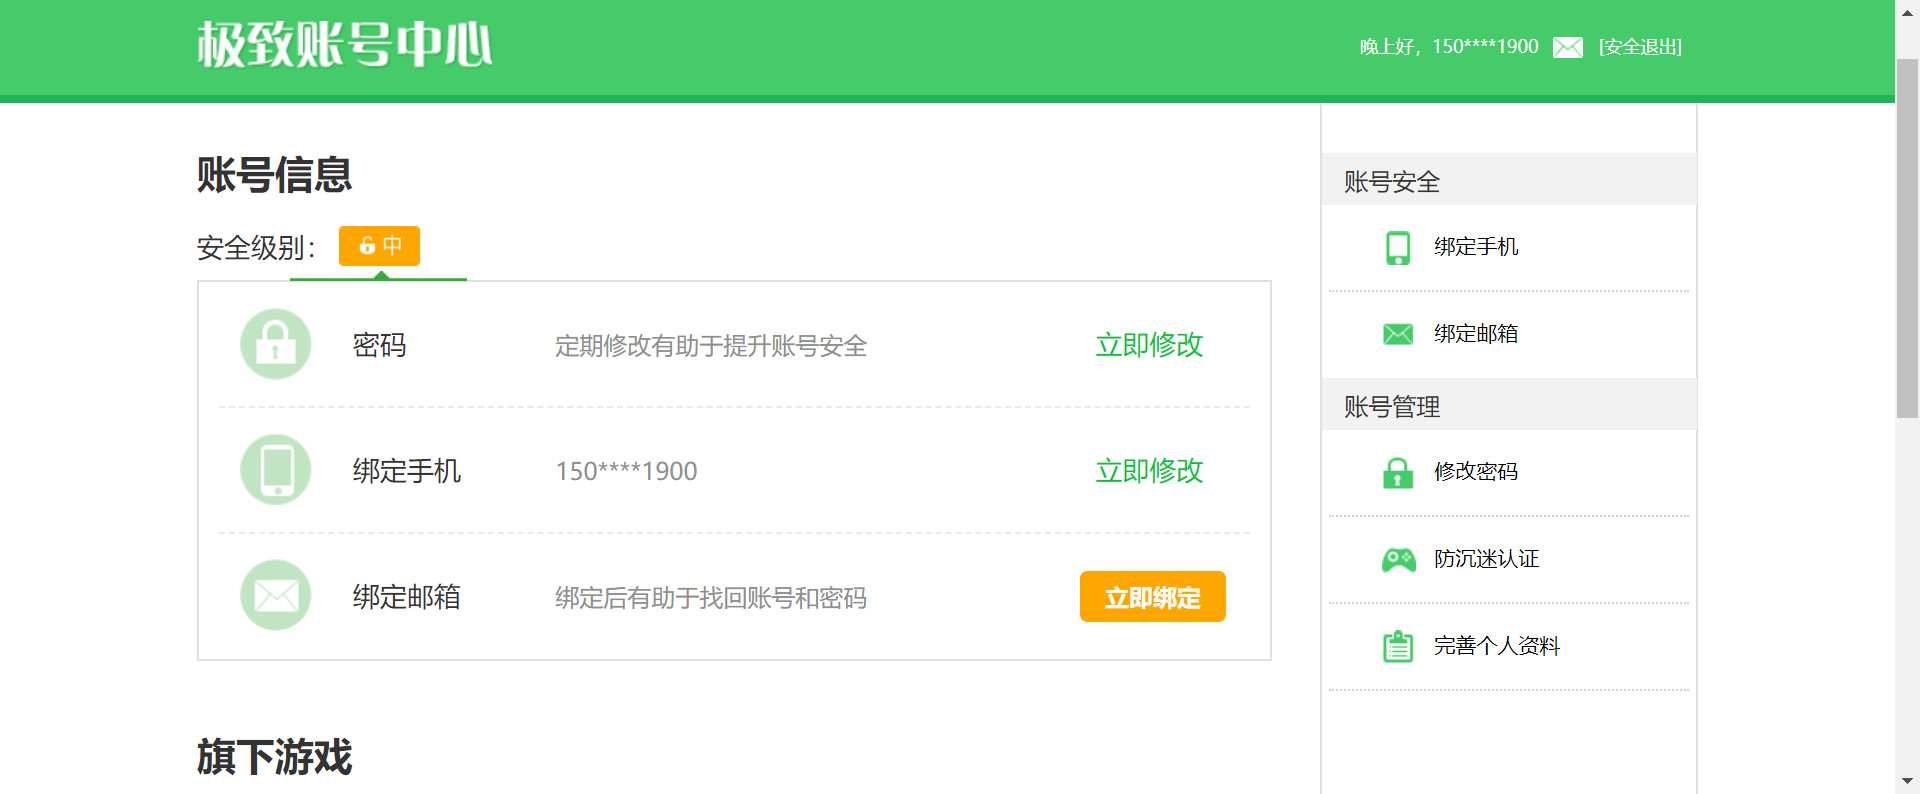 极致账号中心
晚上好，150****1900 [安全退出]
账号信息
安全级别：中
密码 定期修改有助于提升账号安全 立即修改
绑定手机 150****1900 立即修改
绑定邮箱 绑定后有助于找回账号和密码 立即绑定
旗下游戏
账号安全
绑定手机
绑定邮箱
账号管理
修改密码
防沉迷认证
完善个人资料